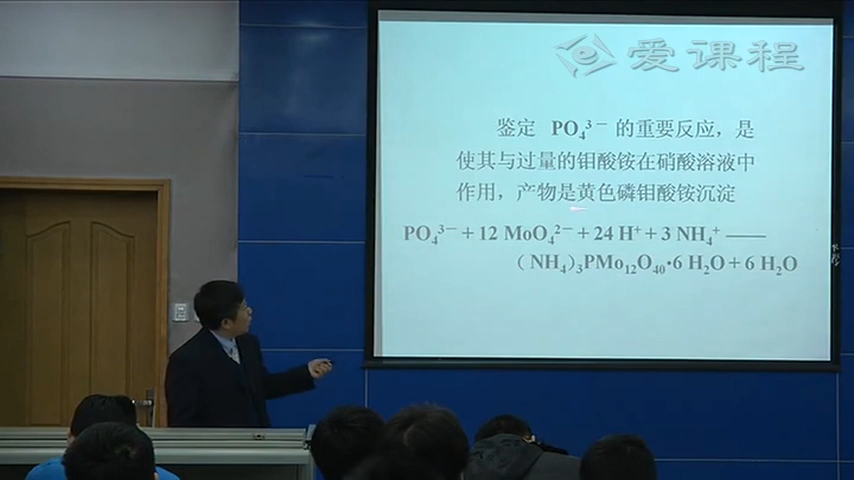 爱课程
鉴定 PO₄³⁻ 的重要反应，是
使其与过量的钼酸铵在硝酸溶液中
作用，产物是黄色磷钼酸铵沉淀
PO₄³⁻ + 12 MoO₄²⁻ + 24 H⁺ + 3 NH₄⁺ ——
( NH₄ )₃PMo₁₂O₄₀•6 H₂O + 6 H₂O